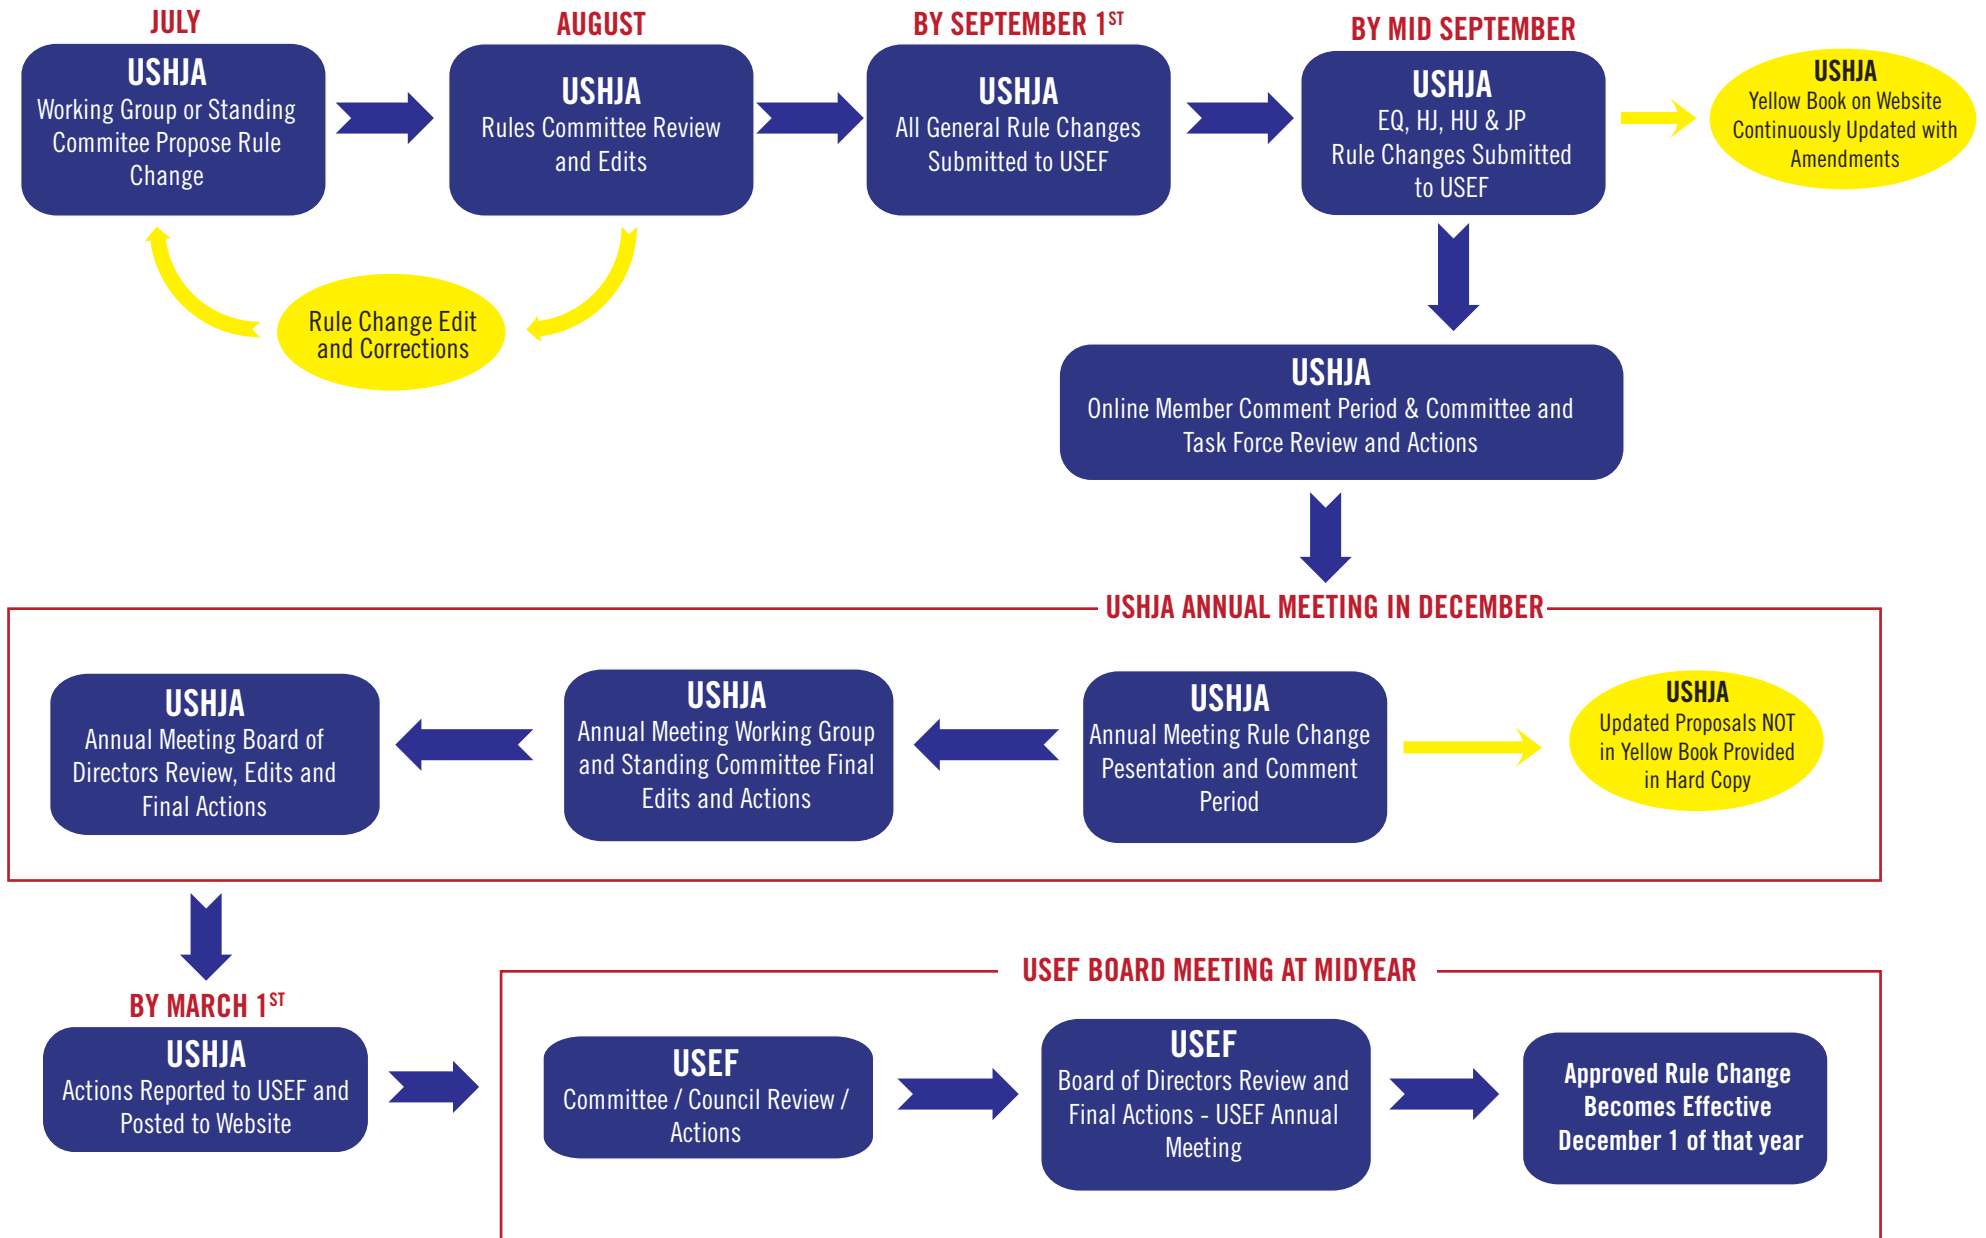 JULY
USHJA
Working Group or Standing
Commitee Propose Rule
Change
AUGUST
USHJA
Rules Committee Review
and Edits
BY SEPTEMBER 1ST
USHJA
All General Rule Changes
Submitted to USEF
BY MID SEPTEMBER
USHJA
EQ, HJ, HU & JP
Rule Changes Submitted
to USEF
USHJA
Yellow Book on Website
Continuously Updated with
Amendments
Rule Change Edit
and Corrections
USHJA
Online Member Comment Period & Committee and
Task Force Review and Actions
USHJA ANNUAL MEETING IN DECEMBER
USHJA
Annual Meeting Board of
Directors Review, Edits and
Final Actions
USHJA
Annual Meeting Working Group
and Standing Committee Final
Edits and Actions
USHJA
Annual Meeting Rule Change
Pesentation and Comment
Period
USHJA
Updated Proposals NOT
in Yellow Book Provided
in Hard Copy
BY MARCH 1ST
USHJA
Actions Reported to USEF and
Posted to Website
USEF BOARD MEETING AT MIDYEAR
USEF
Committee / Council Review /
Actions
USEF
Board of Directors Review and
Final Actions - USEF Annual
Meeting
Approved Rule Change
Becomes Effective
December 1 of that year